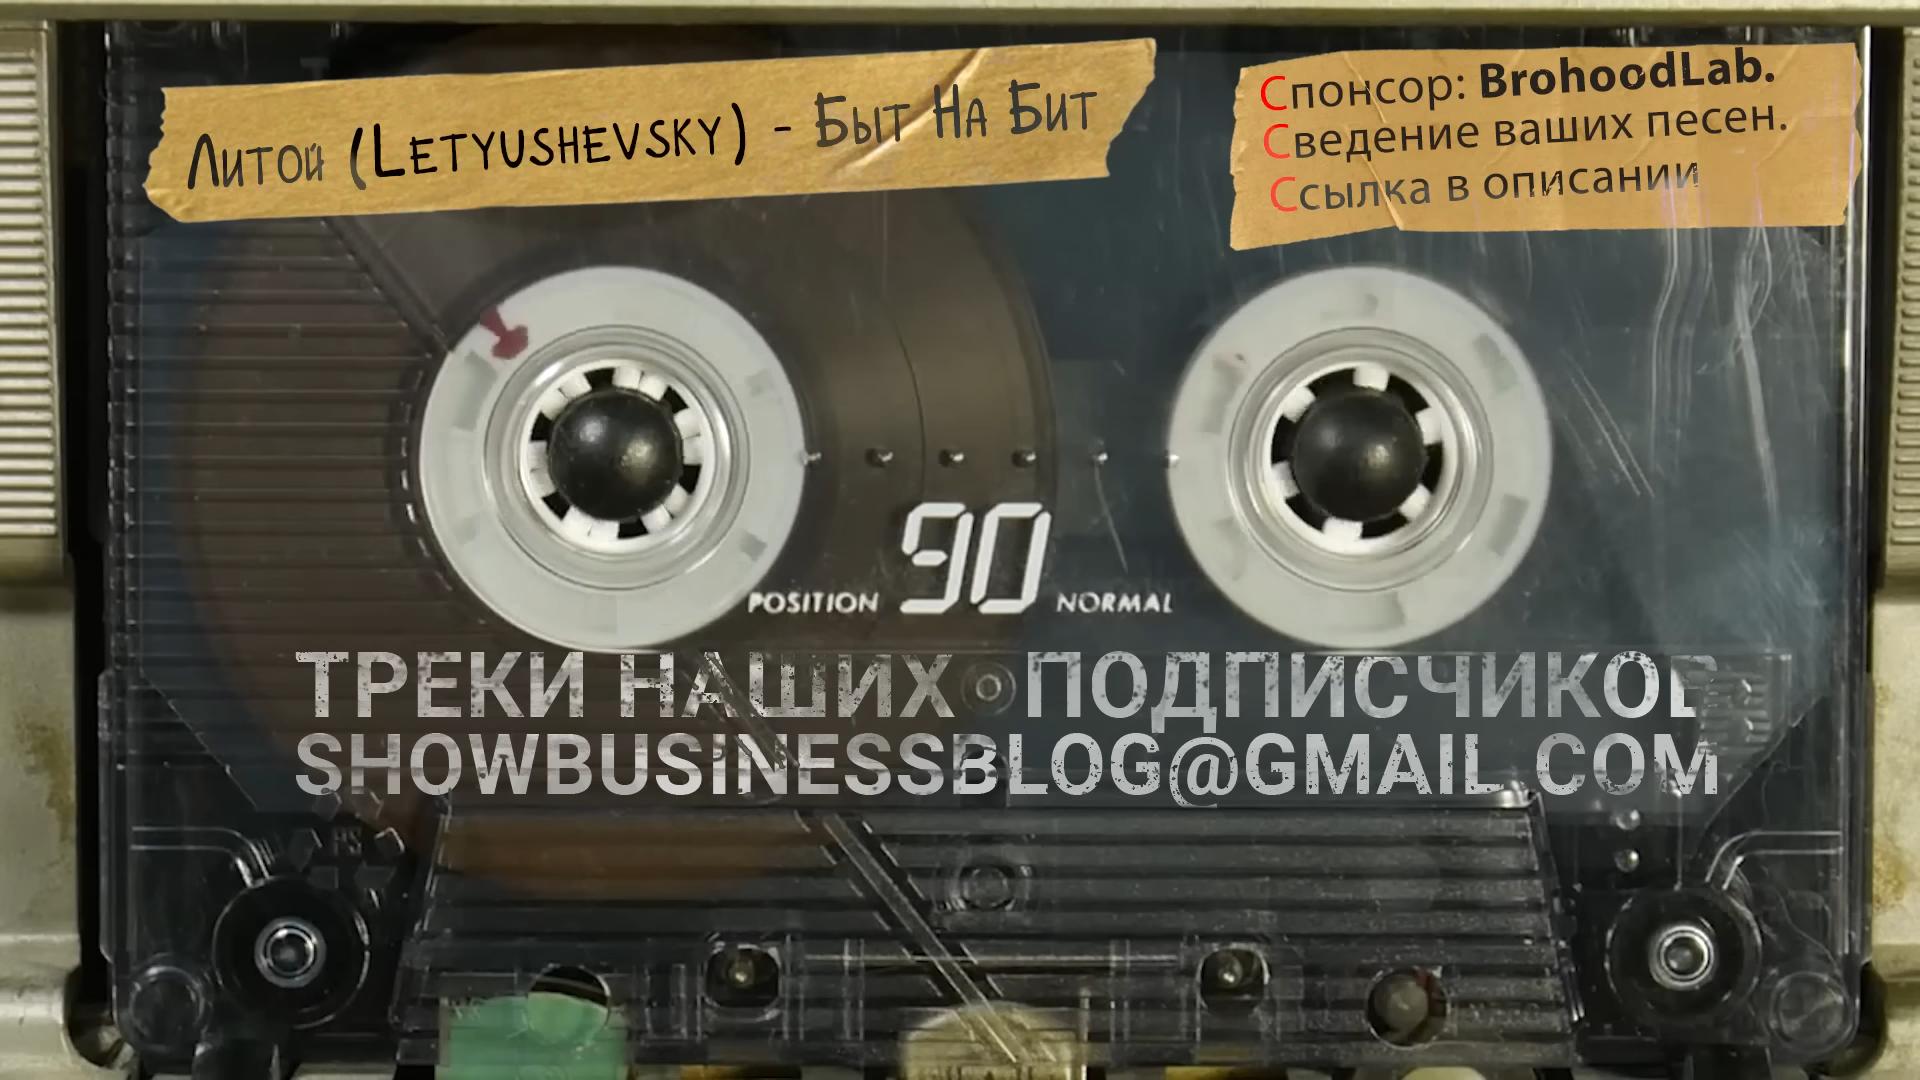 Литой (Letyushevsky) - Быт На Бит
Спонсор: BrohoodLab.
Сведение ваших песен.
Ссылка в описании
POSITION 90 NORMAL
ТРЕКИ НАШИХ ПОДПИСЧИКОВ
SHOWBUSINESSBLOG@GMAIL.COM